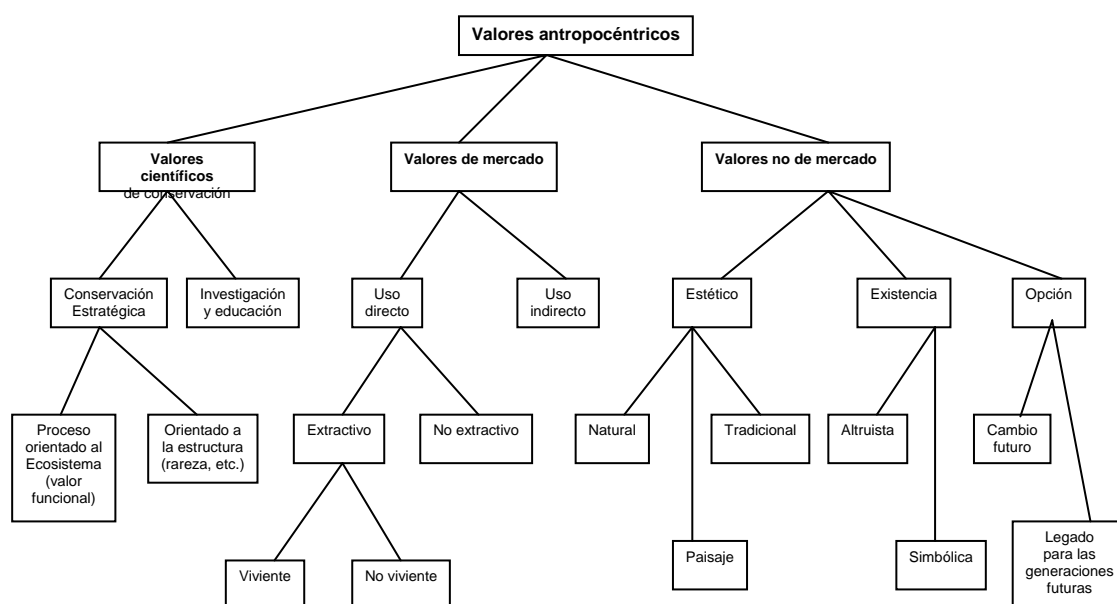 Valores antropocéntricos
Valores
científicos
de conservación
Valores de mercado
Valores no de mercado
Conservación
Estratégica
Investigación
y educación
Uso
directo
Uso
indirecto
Estético
Existencia
Opción
Proceso
orientado al
Ecosistema
(valor
funcional)
Orientado a
la estructura
(rareza, etc.)
Extractivo
No extractivo
Natural
Tradicional
Altruista
Cambio
futuro
Viviente
No viviente
Paisaje
Simbólica
Legado
para las
generaciones
futuras